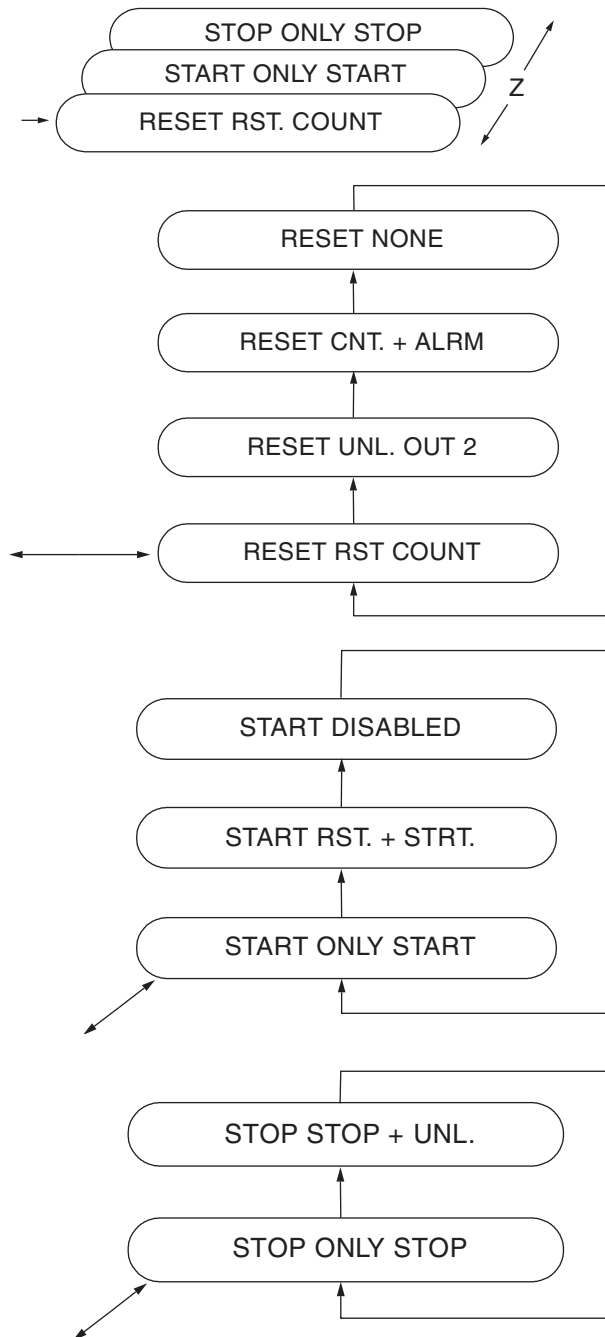 STOP ONLY STOP
START ONLY START
Z
RESET RST. COUNT
RESET NONE
RESET CNT. + ALRM
RESET UNL. OUT 2
RESET RST COUNT
START DISABLED
START RST. + STRT.
START ONLY START
STOP STOP + UNL.
STOP ONLY STOP